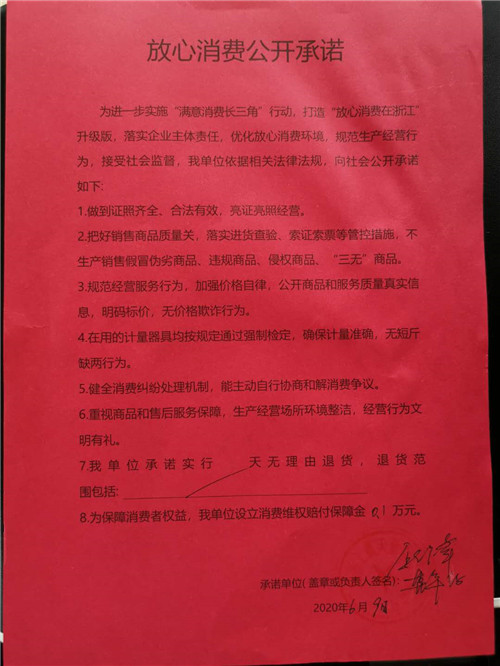 放心消费公开承诺
为进一步实施“满意消费长三角”行动，打造“放心消费在浙江”
升级版，落实企业主体责任，优化放心消费环境，规范生产经营行
为，接受社会监督，我单位依据相关法律法规，向社会公开承诺
如下:
1.做到证照齐全、合法有效，亮证亮照经营。
2.把好销售商品质量关，落实进货查验、索证索票等管控措施，不
生产销售假冒伪劣商品、违规商品、侵权商品、“三无”商品。
3.规范经营服务行为，加强价格自律，公开商品和服务质量真实信
息，明码标价，无价格欺诈行为。
4.在用的计量器具均按规定通过强制检定，确保计量准确，无短斤
缺两行为。
5.健全消费纠纷处理机制，能主动自行协商和解消费争议。
6.重视商品和售后服务保障，生产经营场所环境整洁，经营行为文
明有礼。
7.我单位承诺实行 天无理由退货，退货范
围包括:
8.为保障消费者权益，我单位设立消费维权赔付保障金 0.1 万元。
承诺单位(盖章或负责人签名):
2020年6月9日